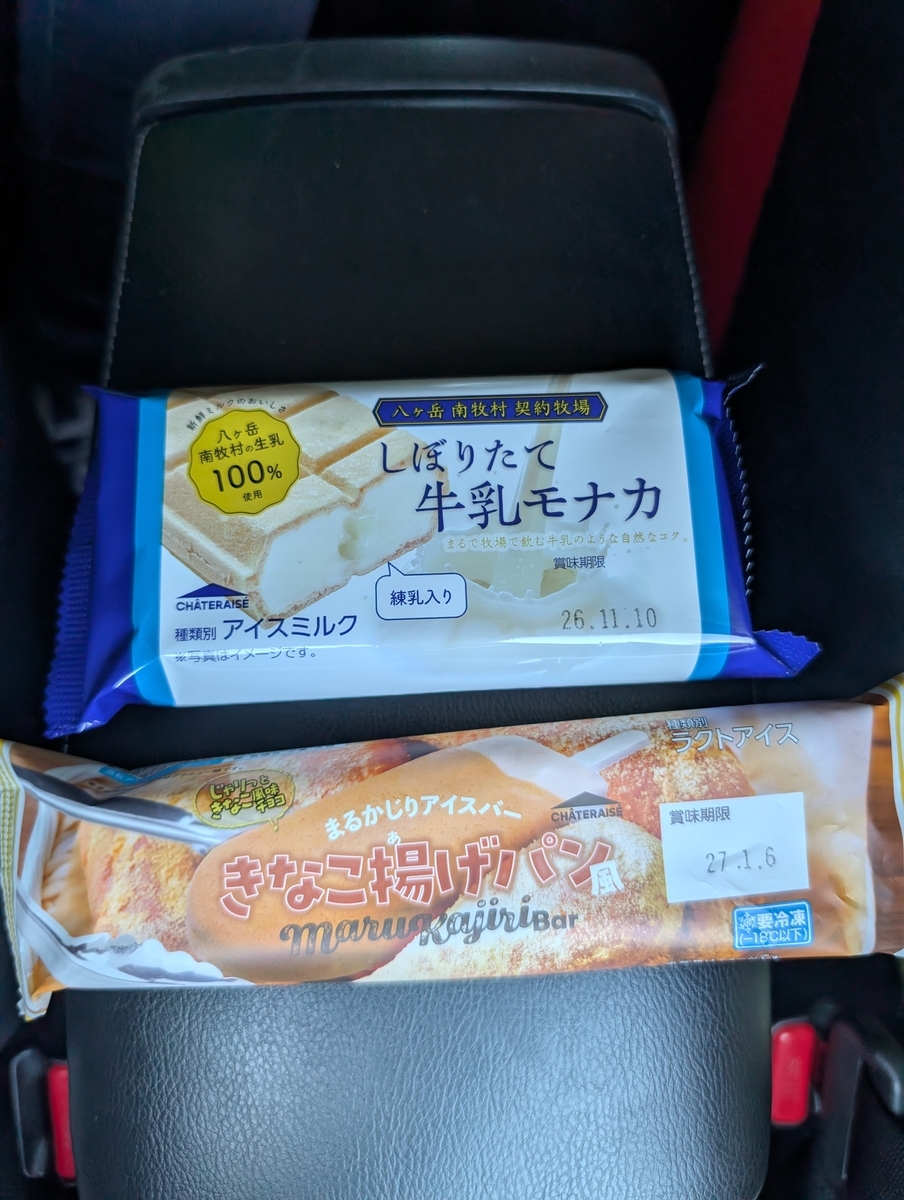 新鮮ミルクのおいしさ
八ヶ岳
南牧村の生乳
100%
使用
八ヶ岳 南牧村 契約牧場
しぼりたて
牛乳モナカ
まるで牧場で飲む牛乳のような自然なコク。
賞味期限
26.11.10
練乳入り
CHÂTERAISÉ
種類別 アイスミルク
※写真はイメージです。
種類別
ラクトアイス
じゃりっと
きなこ風味
チョコ
まるかじりアイスバー
CHÂTERAISÉ
あ
きなこ揚げパン風
maruKajiri Bar
賞味期限
27.1.6
要冷凍
(-18℃以下)